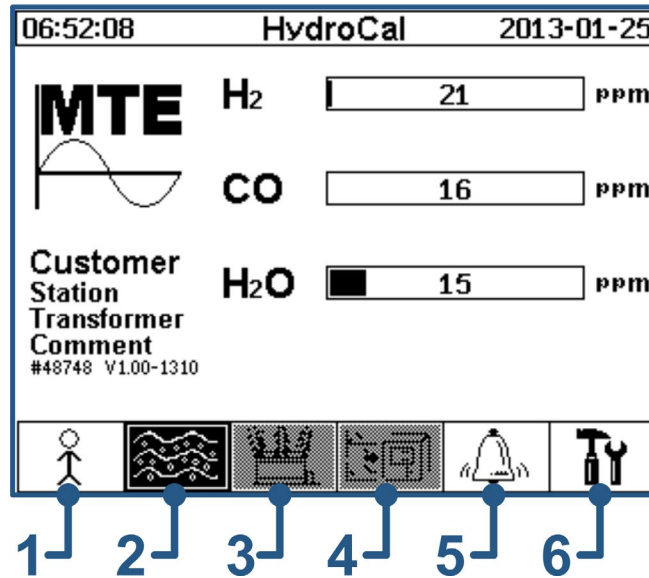 06:52:08 HydroCal 2013-01-25
MTE
H2 21 ppm
CO 16 ppm
H2O 15 ppm
Customer
Station
Transformer
Comment
#48748 V1.00-1310
1 2 3 4 5 6